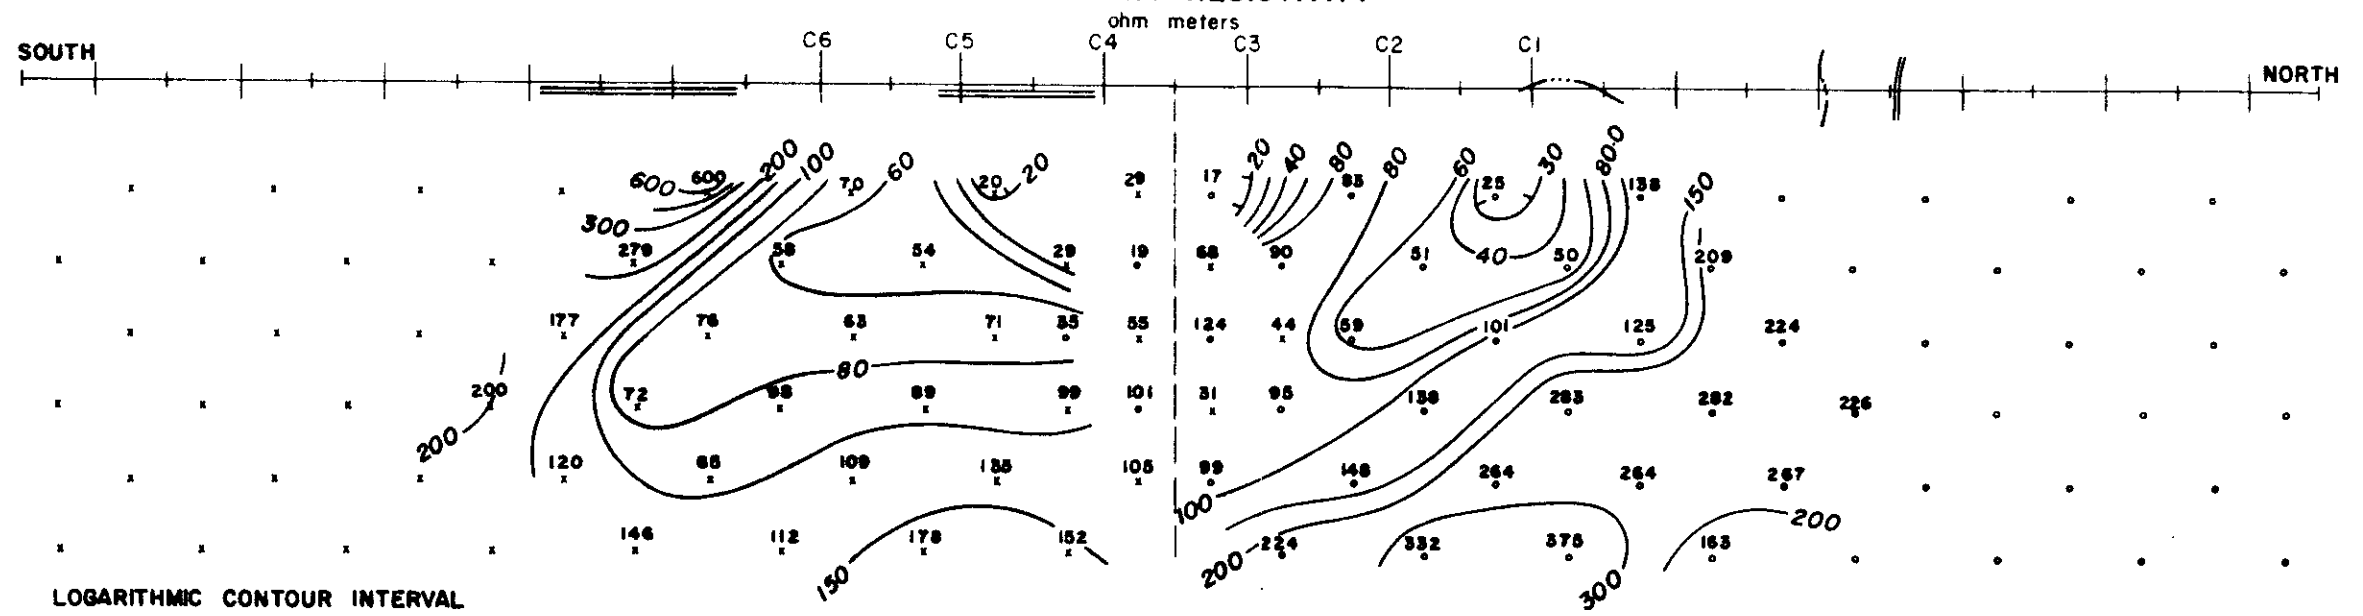 ohm meters
SOUTH C6 C5 C4 C3 C2 C1 NORTH
600 600 200 100 70 60 20 20 29 17 20 40 80 83 80 60 25 30 80 138 150
300
279 58 54 29 19 68 90 51 40 50 209
177 76 63 71 35 55 124 44 59 101 125 224
80
200 72 98 89 99 101 31 95 138 283 282 226
200
120 85 109 135 105 99 148 264 264 267
100
146 112 178 152 224 332 375 163 200
150 200 300
LOGARITHMIC CONTOUR INTERVAL